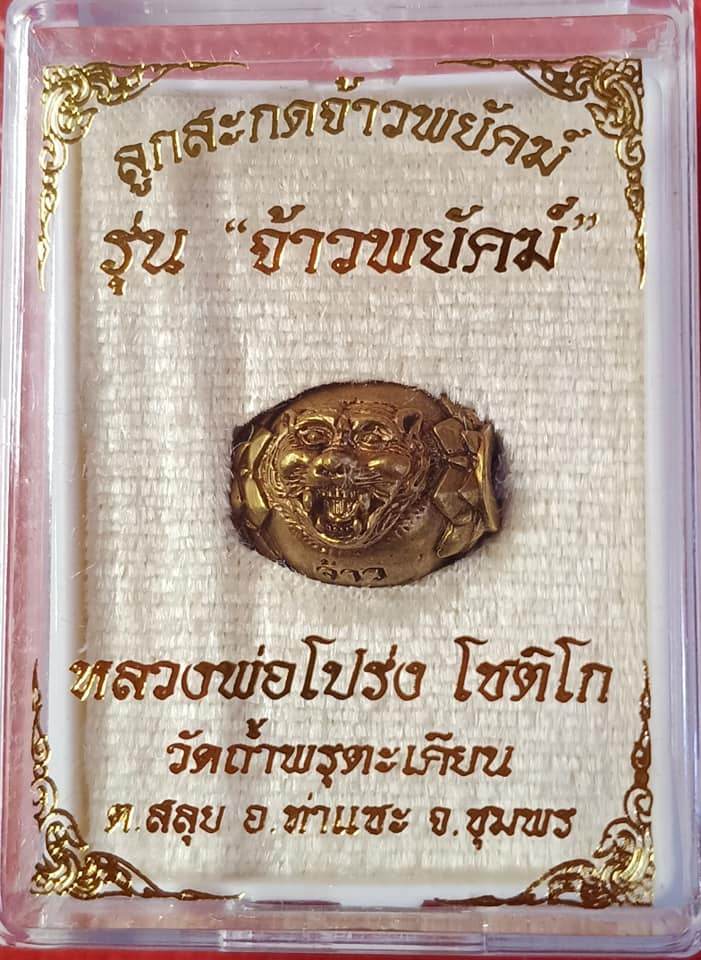 ลูกสะกดจ้าวพยัคฆ์
รุ่น “จ้าวพยัคฆ์”
จ้าว
หลวงพ่อโปร่ง โชติโก
วัดถ้ำพรุตะเคียน
ต.สลุย อ.ท่าแซะ จ.ชุมพร